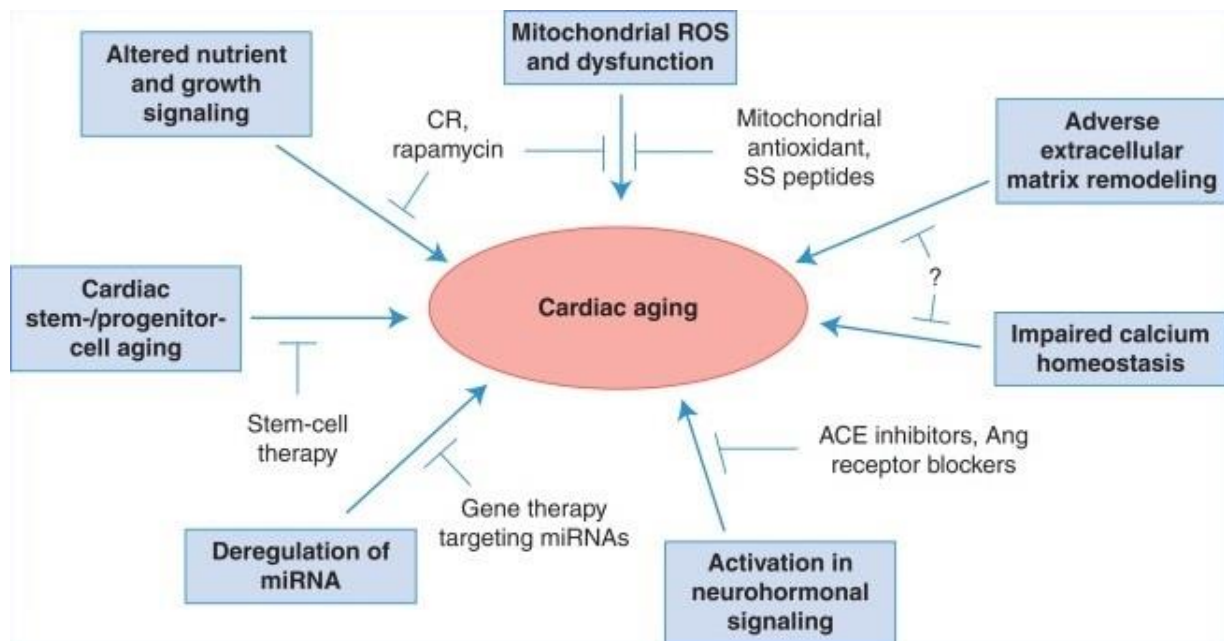 Mitochondrial ROS
and dysfunction
Altered nutrient
and growth
signaling
CR,
rapamycin
Mitochondrial
antioxidant,
SS peptides
Adverse
extracellular
matrix remodeling
Cardiac
stem-/progenitor-
cell aging
Cardiac aging
?
Impaired calcium
homeostasis
Stem-cell
therapy
ACE inhibitors, Ang
receptor blockers
Gene therapy
targeting miRNAs
Deregulation of
miRNA
Activation in
neurohormonal
signaling